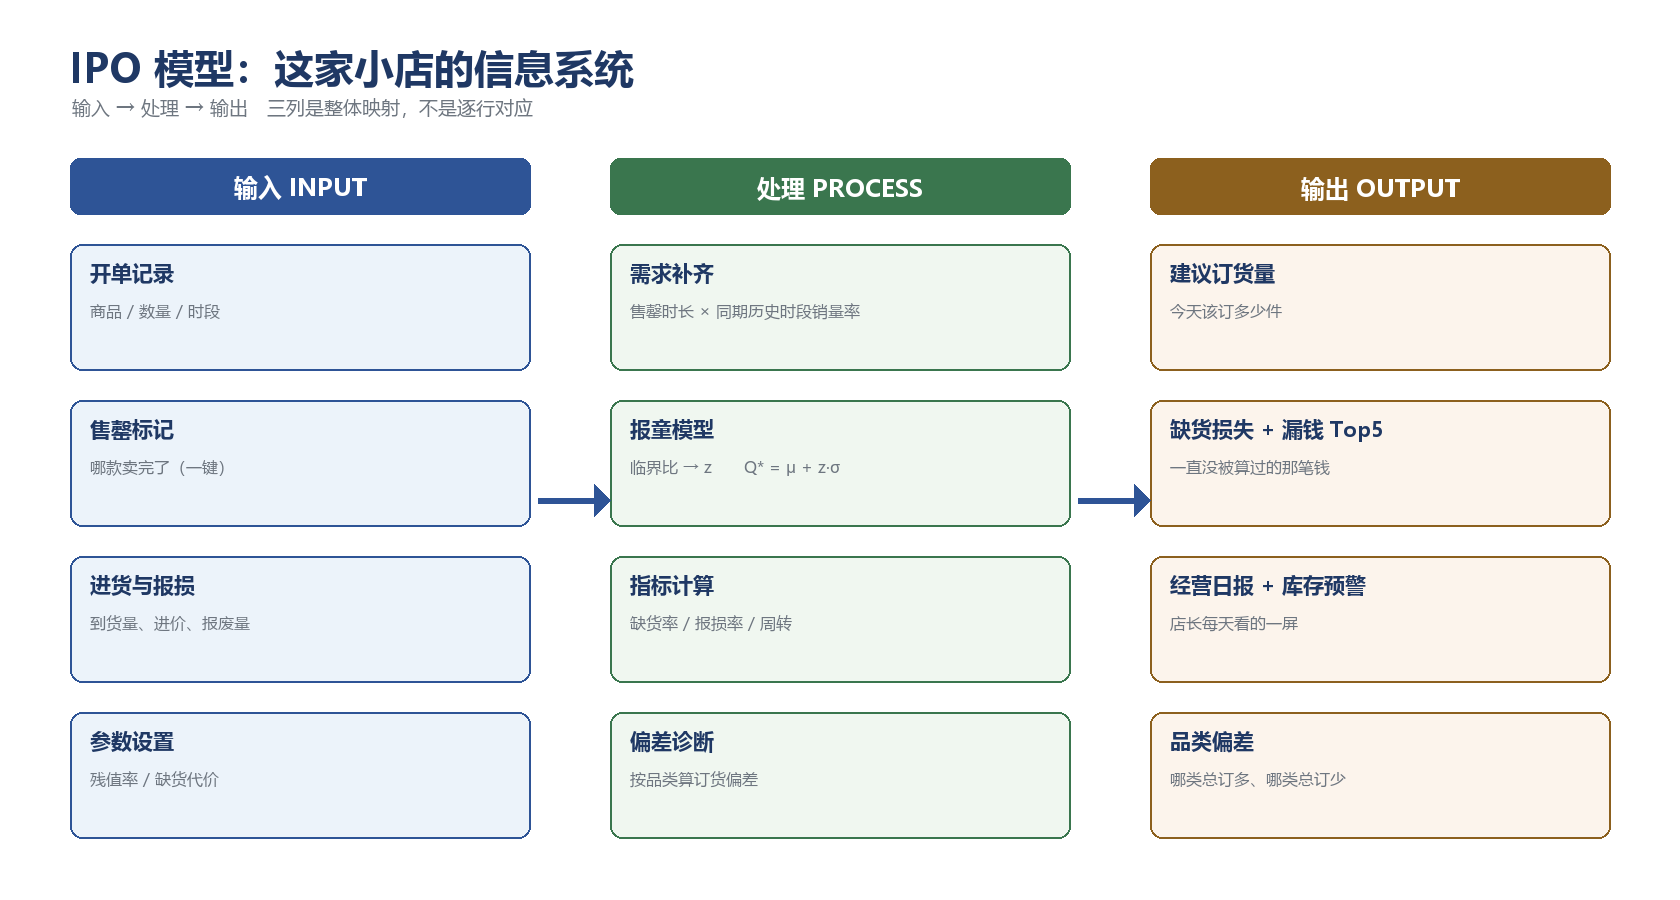 IPO 模型：这家小店的信息系统
输入 → 处理 → 输出　三列是整体映射，不是逐行对应
输入 INPUT
开单记录
商品 / 数量 / 时段
售罄标记
哪款卖完了（一键）
进货与报损
到货量、进价、报废量
参数设置
残值率 / 缺货代价
处理 PROCESS
需求补齐
售罄时长 × 同期历史时段销量率
报童模型
临界比 → z　　Q* = μ + z·σ
指标计算
缺货率 / 报损率 / 周转
偏差诊断
按品类算订货偏差
输出 OUTPUT
建议订货量
今天该订多少件
缺货损失 + 漏钱 Top5
一直没被算过的那笔钱
经营日报 + 库存预警
店长每天看的一屏
品类偏差
哪类总订多、哪类总订少